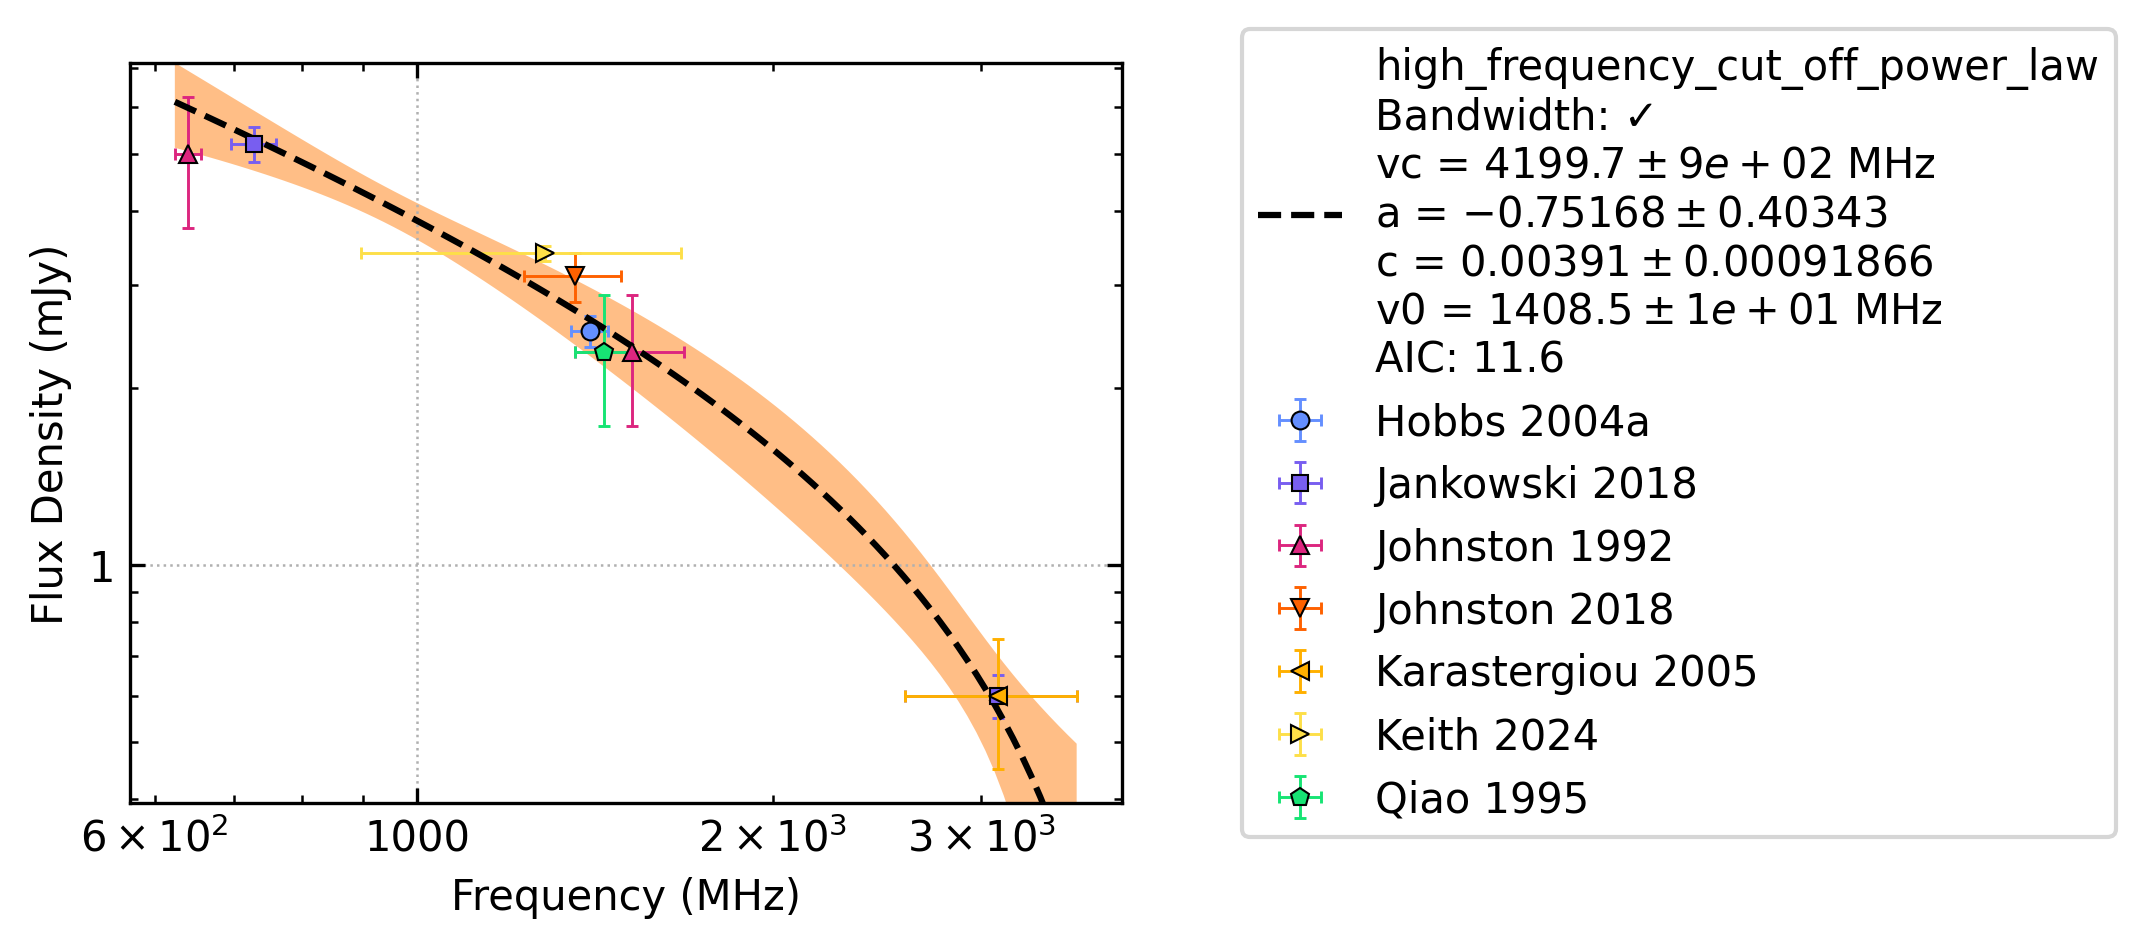 Flux Density (mJy)
1
6 × 10²
1000
2 × 10³
3 × 10³
Frequency (MHz)
high_frequency_cut_off_power_law
Bandwidth: ✓
vc = 4199.7 ± 9e + 02 MHz
a = −0.75168 ± 0.40343
c = 0.00391 ± 0.00091866
v0 = 1408.5 ± 1e + 01 MHz
AIC: 11.6
Hobbs 2004a
Jankowski 2018
Johnston 1992
Johnston 2018
Karastergiou 2005
Keith 2024
Qiao 1995